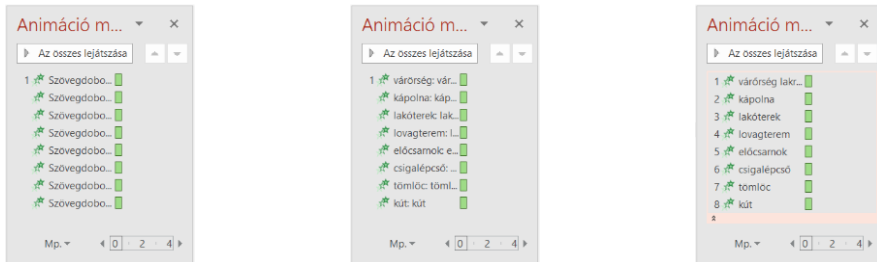 Animáció m...
Az összes lejátszása
1 Szövegdobo...
Szövegdobo...
Szövegdobo...
Szövegdobo...
Szövegdobo...
Szövegdobo...
Szövegdobo...
Szövegdobo...
Mp.
0 2 4
Animáció m...
Az összes lejátszása
1 várőrség: vár...
kápolna: káp...
lakóterek: lak...
lovagterem: l...
előcsarnok: e...
csigalépcső: ...
tömlöc: töml...
kút: kút
Mp.
0 2 4
Animáció m...
Az összes lejátszása
1 várőrség lakr...
2 kápolna
3 lakóterek
4 lovagterem
5 előcsarnok
6 csigalépcső
7 tömlöc
8 kút
Mp.
0 2 4